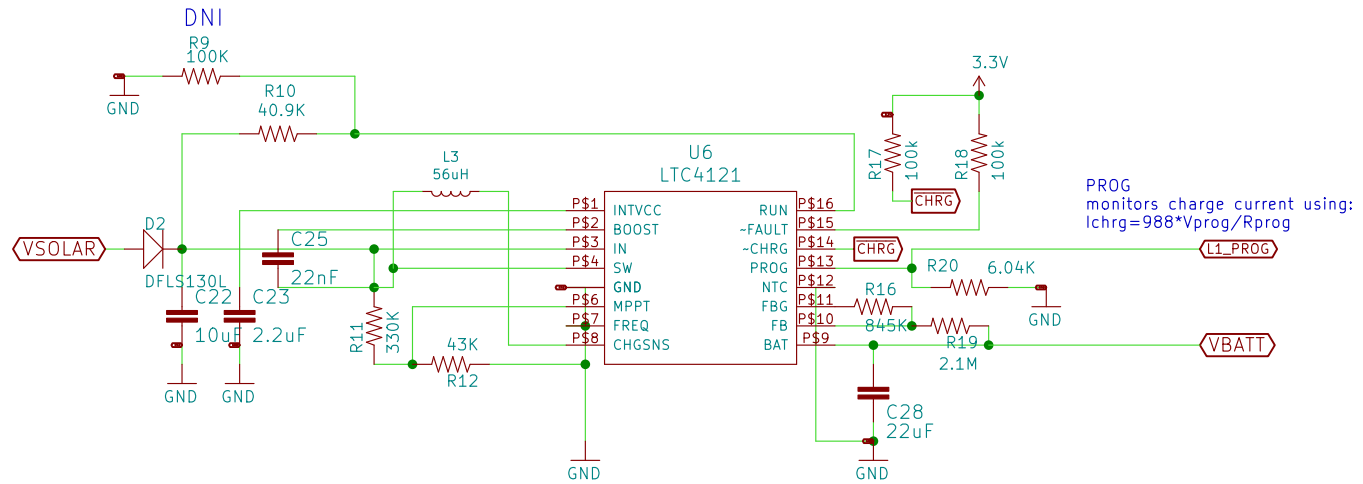 DNI
R9
100K
GND
R10
40.9K
3.3V
L3
56uH
U6
LTC4121
R17
100k
R18
100k
CHRG
PROG
monitors charge current using:
Ichrg=988*Vprog/Rprog
VSOLAR
D2
DFLS130L
C25
22nF
C22
10uF
C23
2.2uF
GND
GND
R11
330K
43K
R12
P$1
INTVCC
P$2
BOOST
P$3
IN
P$4
SW
GND
P$6
MPPT
P$7
FREQ
P$8
CHGSNS
RUN
P$16
~FAULT
P$15
~CHRG
P$14
PROG
P$13
NTC
P$12
FBG
P$11
FB
P$10
BAT
P$9
CHRG
L1_PROG
R20
6.04K
GND
R16
845K
R19
2.1M
VBATT
C28
22uF
GND
GND